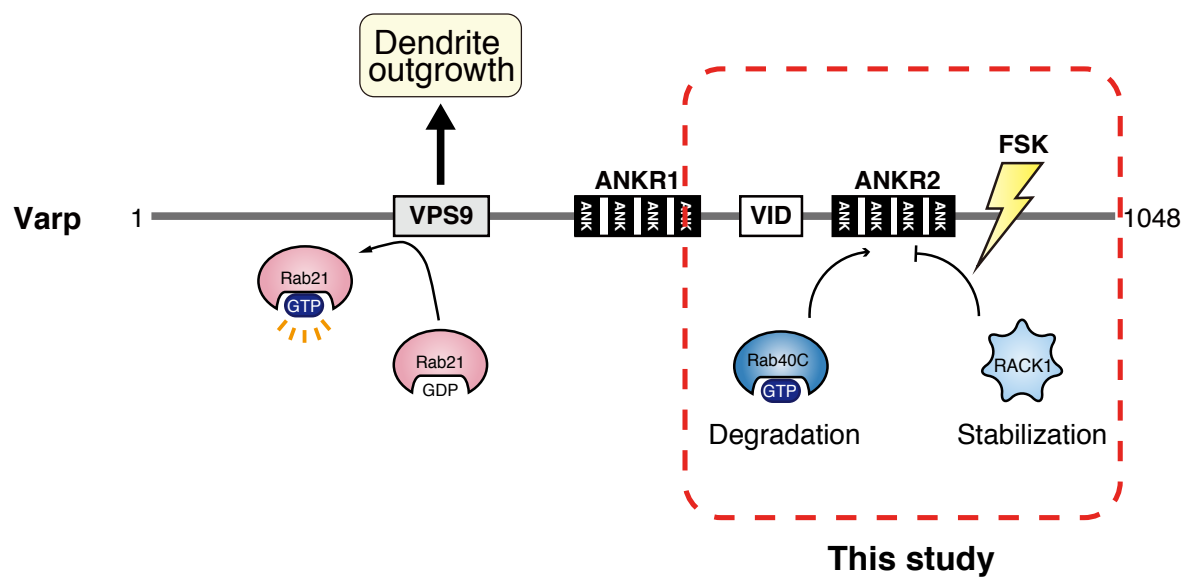 Dendrite
outgrowth
FSK
ANKR1
ANKR2
Varp
1
VPS9
ANK ANK ANK ANK
VID
ANK ANK ANK ANK
1048
Rab21
GTP
Rab21
GDP
Rab40C
GTP
RACK1
Degradation
Stabilization
This study